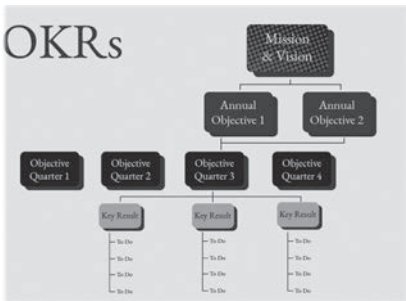 OKRs
Mission
& Vision
Annual
Objective 1
Annual
Objective 2
Objective
Quarter 1
Objective
Quarter 2
Objective
Quarter 3
Objective
Quarter 4
Key Result
Key Result
Key Result
To Do
To Do
To Do
To Do
To Do
To Do
To Do
To Do
To Do
To Do
To Do
To Do